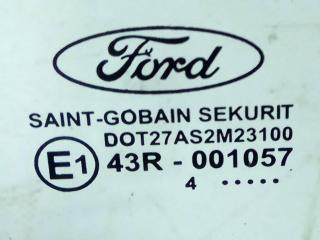 Ford
SAINT-GOBAIN SEKURIT
DOT27AS2M23100
E1 43R - 001057
4 .....